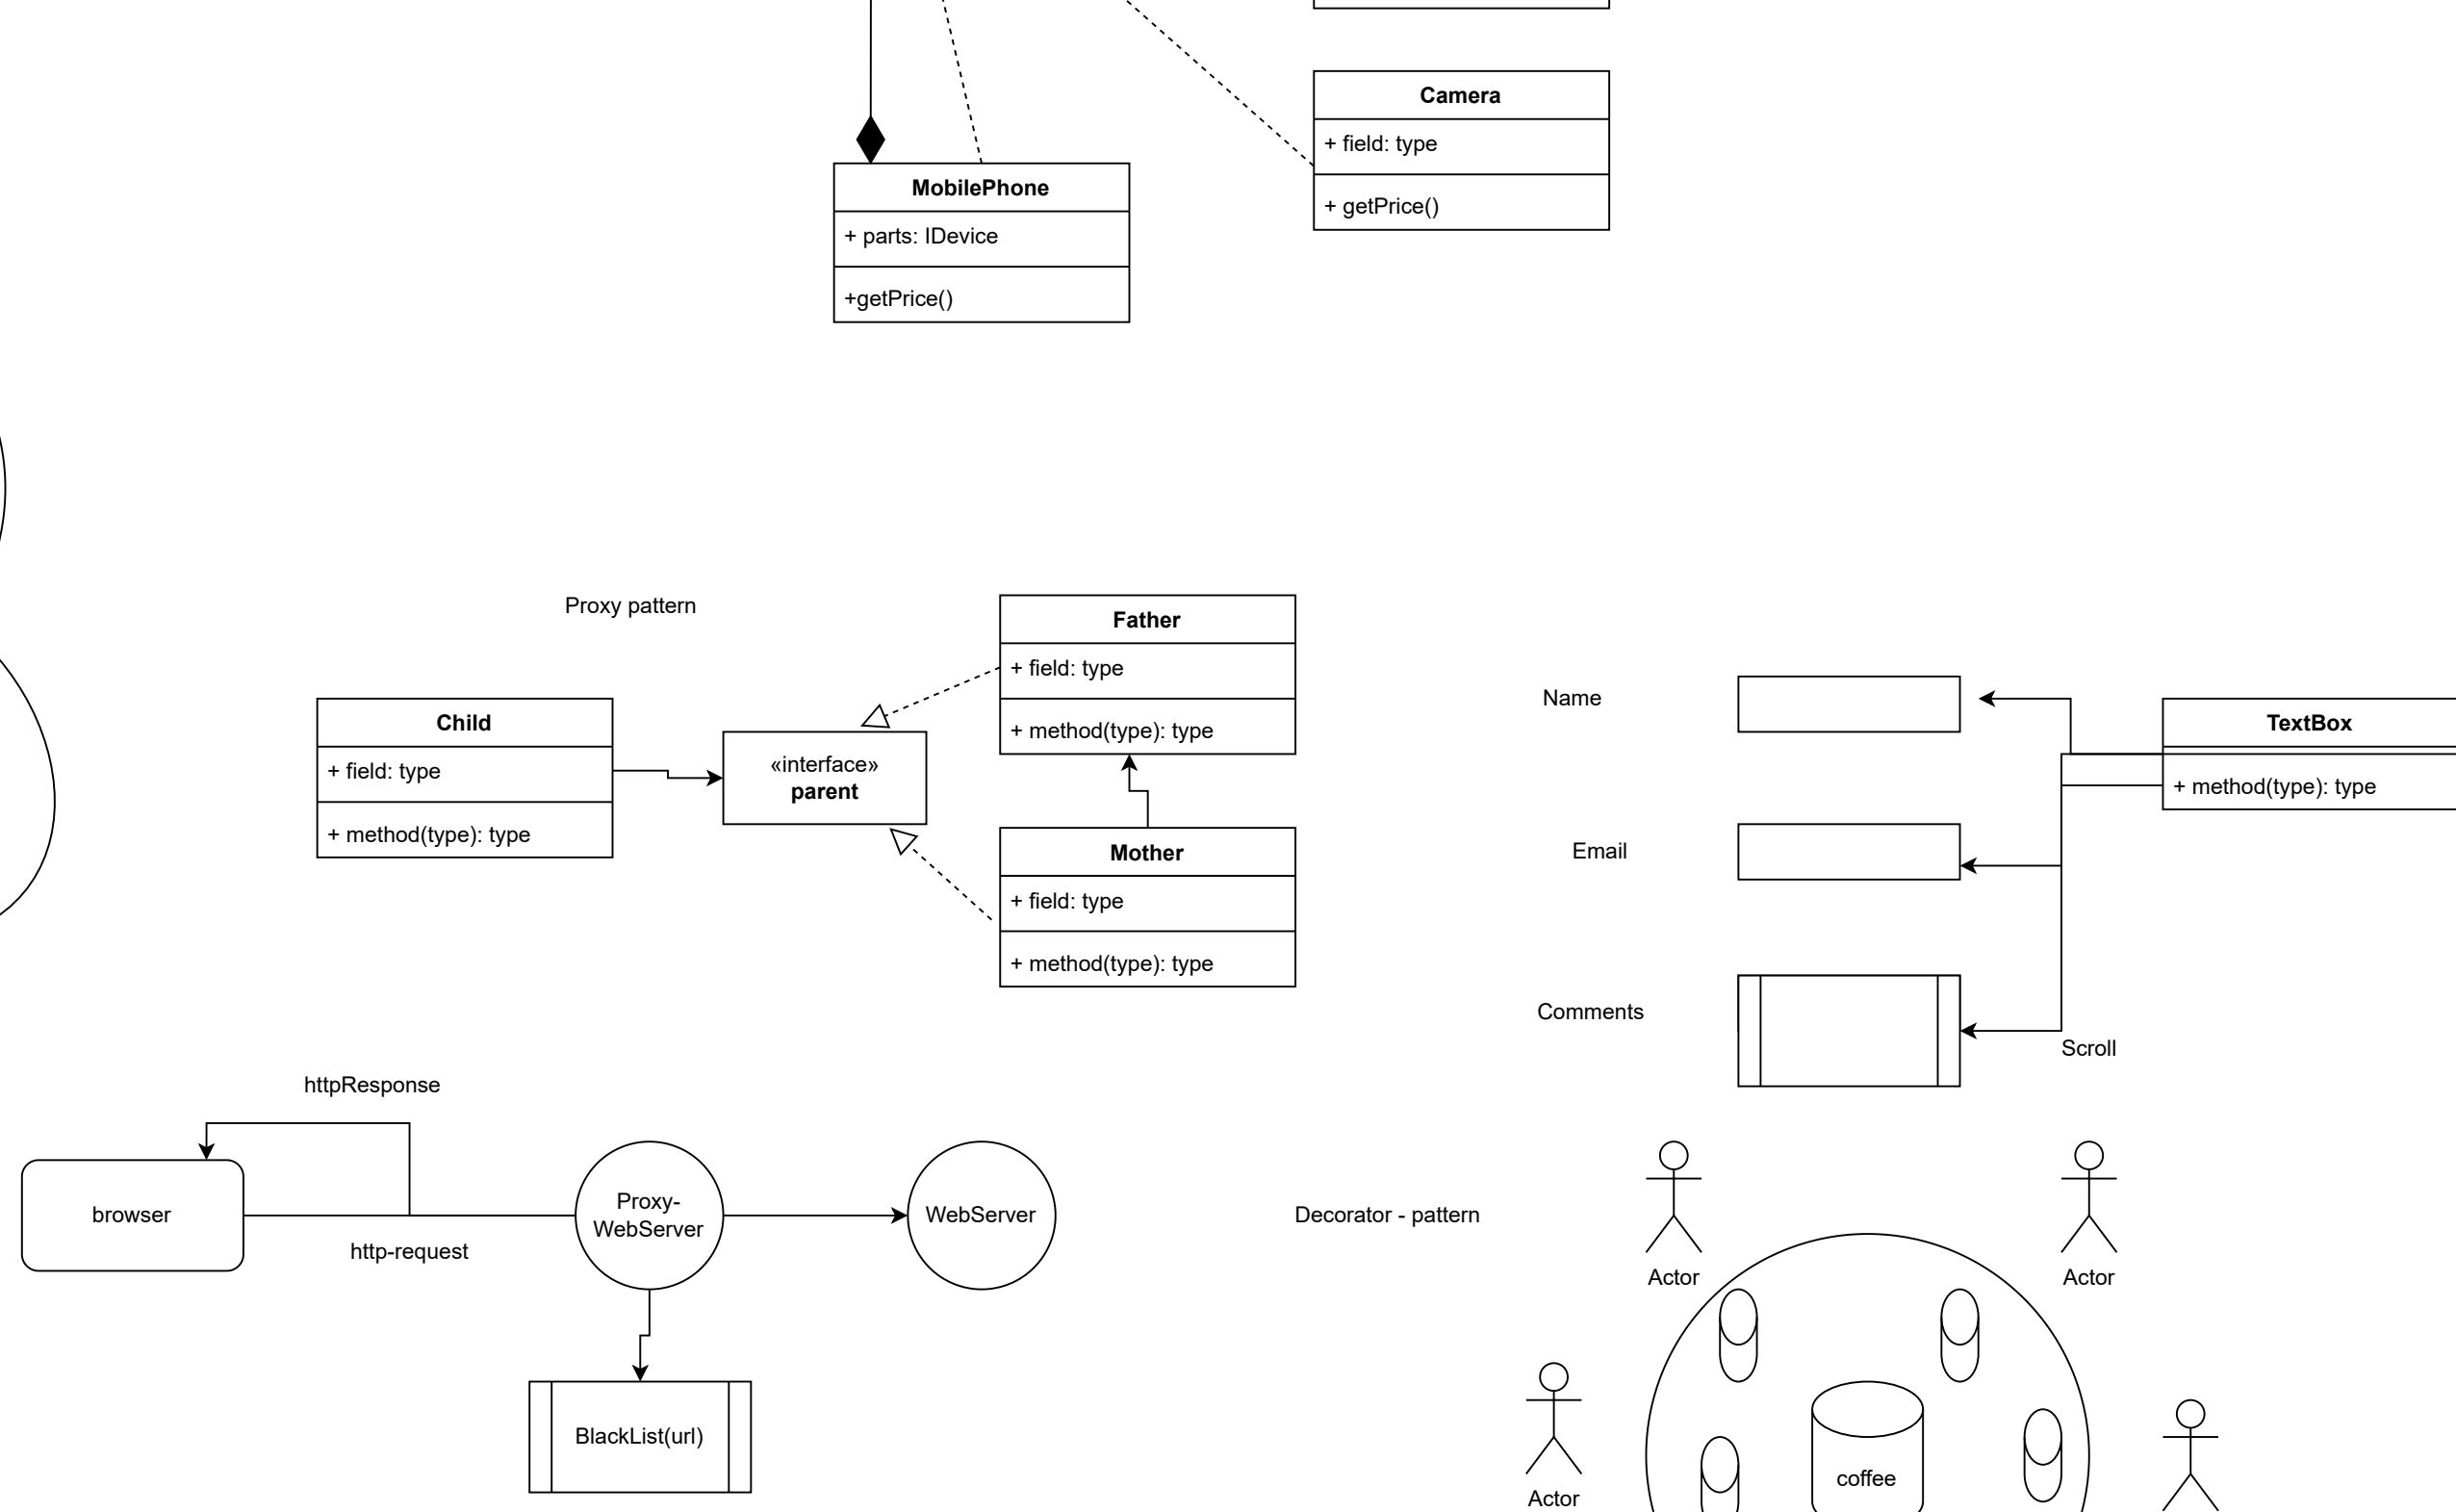 Camera
+ field: type
+ getPrice()
MobilePhone
+ parts: IDevice
+getPrice()
Proxy pattern
Father
+ field: type
+ method(type): type
Child
+ field: type
+ method(type): type
«interface»
parent
Mother
+ field: type
+ method(type): type
Name
TextBox
+ method(type): type
Email
Comments
Scroll
httpResponse
browser
http-request
Proxy-
WebServer
WebServer
BlackList(url)
Decorator - pattern
Actor
Actor
Actor
coffee